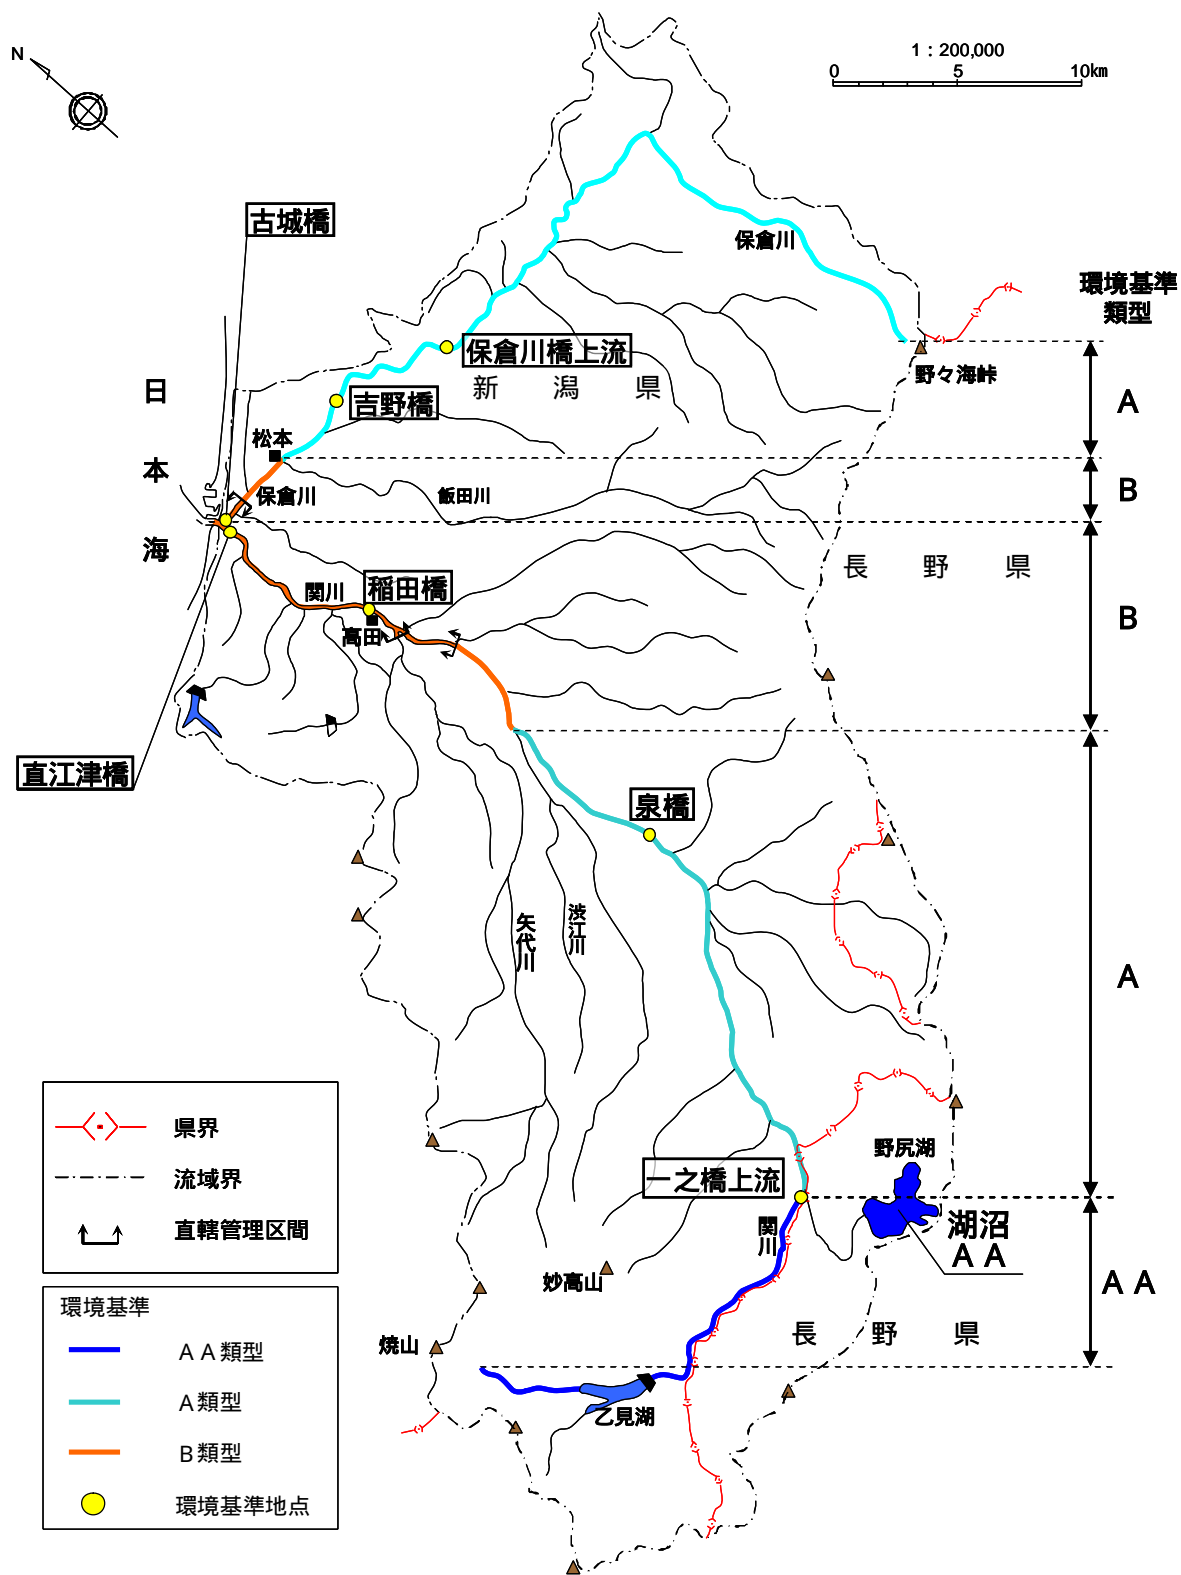 N
1：200,000
0 5 10km
古城橋
保倉川
環境基準
類型
保倉川橋上流
野々海峠
新潟県
吉野橋
A
日本海
松本
保倉川
飯田川
B
長野県
関川
稲田橋
高田
B
直江津橋
泉橋
矢代川
渋江川
A
県界
流域界
直轄管理区間
野尻湖
一之橋上流
関川
湖沼
ＡＡ
妙高山
ＡＡ
焼山
長野県
乙見湖
環境基準
ＡＡ類型
Ａ類型
Ｂ類型
環境基準地点